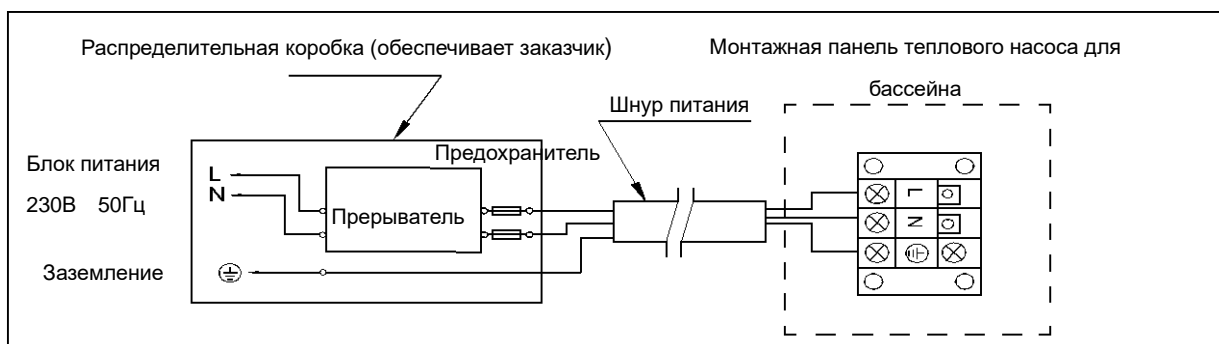 Распределительная коробка (обеспечивает заказчик)
Монтажная панель теплового насоса для
бассейна
Шнур питания
Блок питания
230В 50Гц
L
N
Предохранитель
Прерыватель
Заземление
L
N